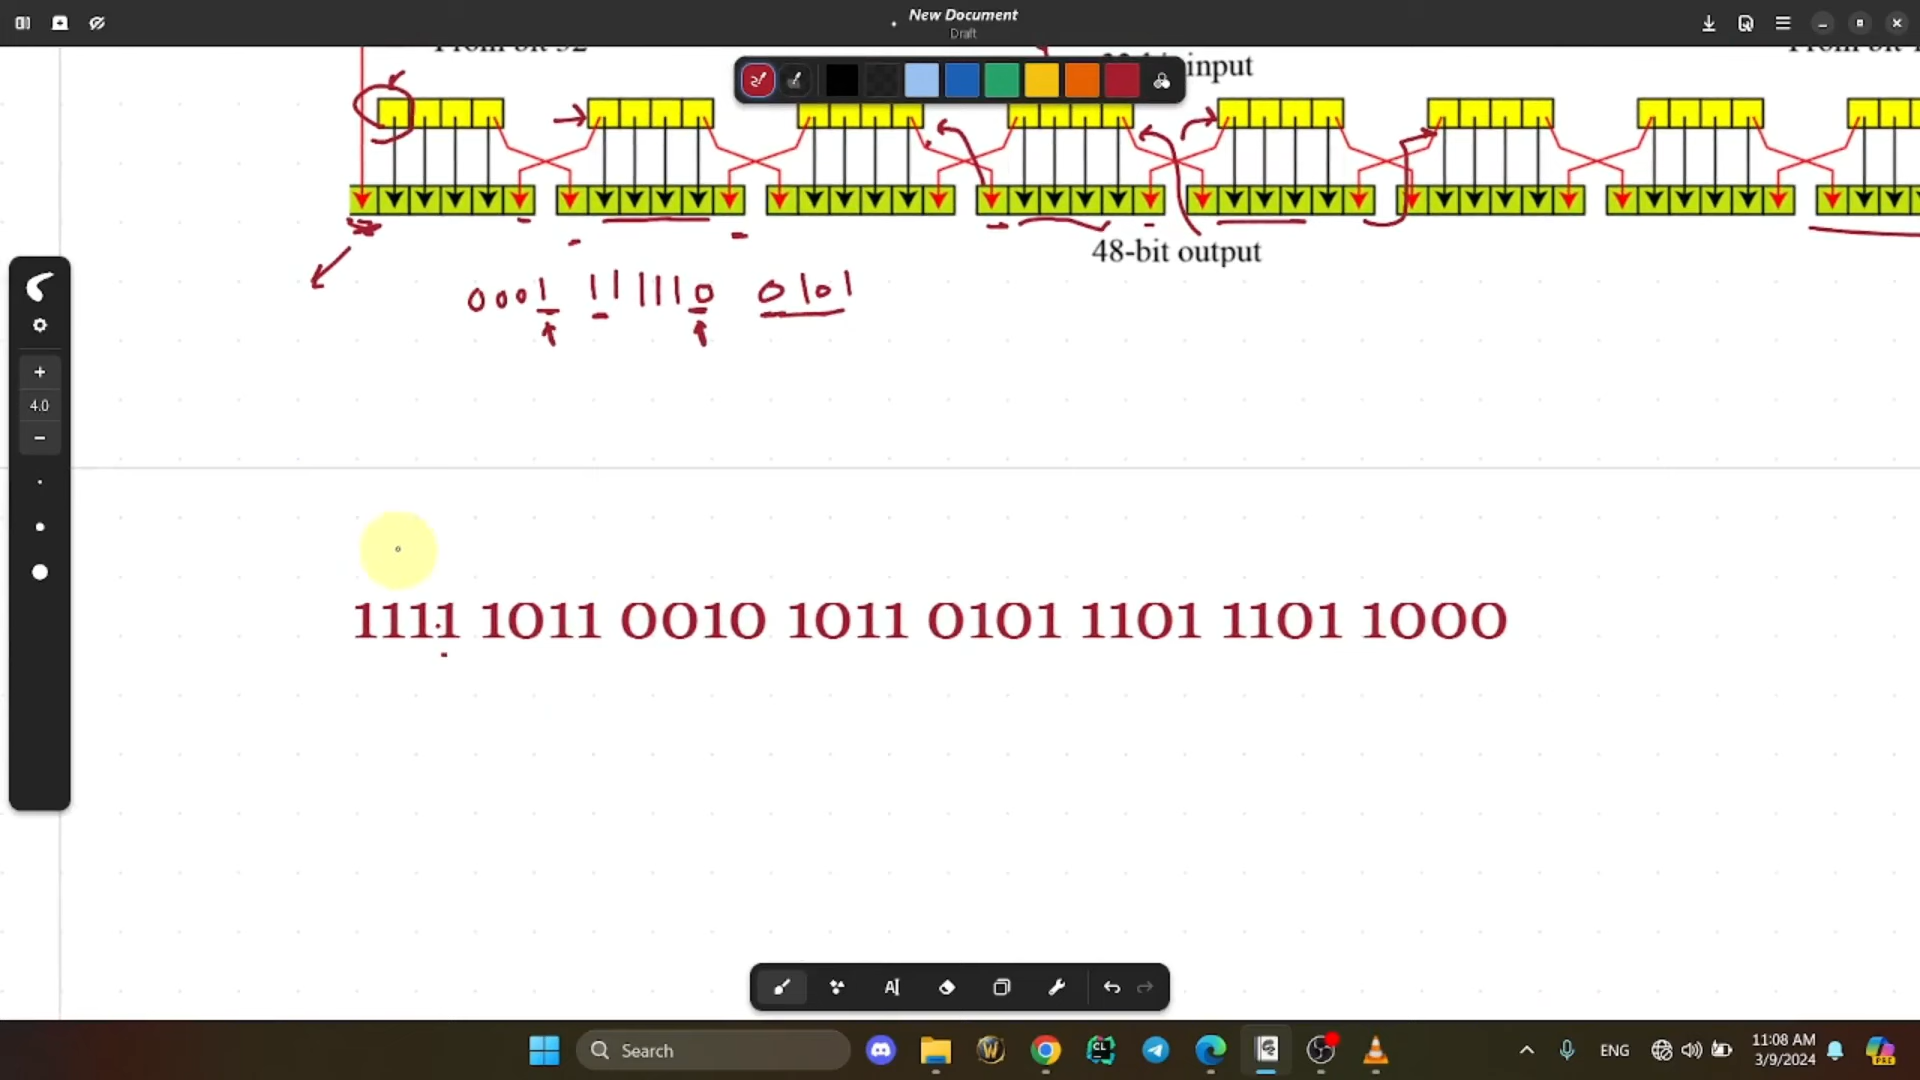 New Document
Draft
input
48-bit output
0001 111110 0101
4.0
1111 1011 0010 1011 0101 1101 1101 1000
Search
ENG
11:08 AM
3/9/2024